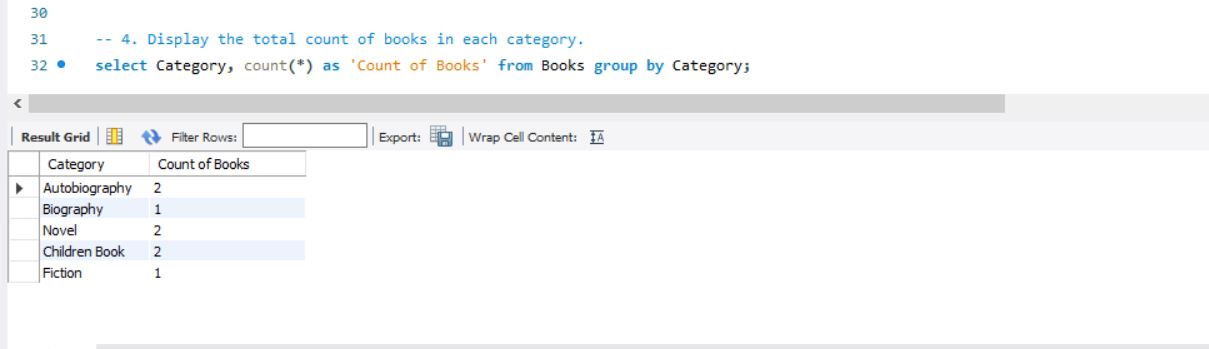 30
31 -- 4. Display the total count of books in each category.
32 select Category, count(*) as 'Count of Books' from Books group by Category;
Result Grid Filter Rows: Export: Wrap Cell Content: IA
Category Count of Books
Autobiography 2
Biography 1
Novel 2
Children Book 2
Fiction 1